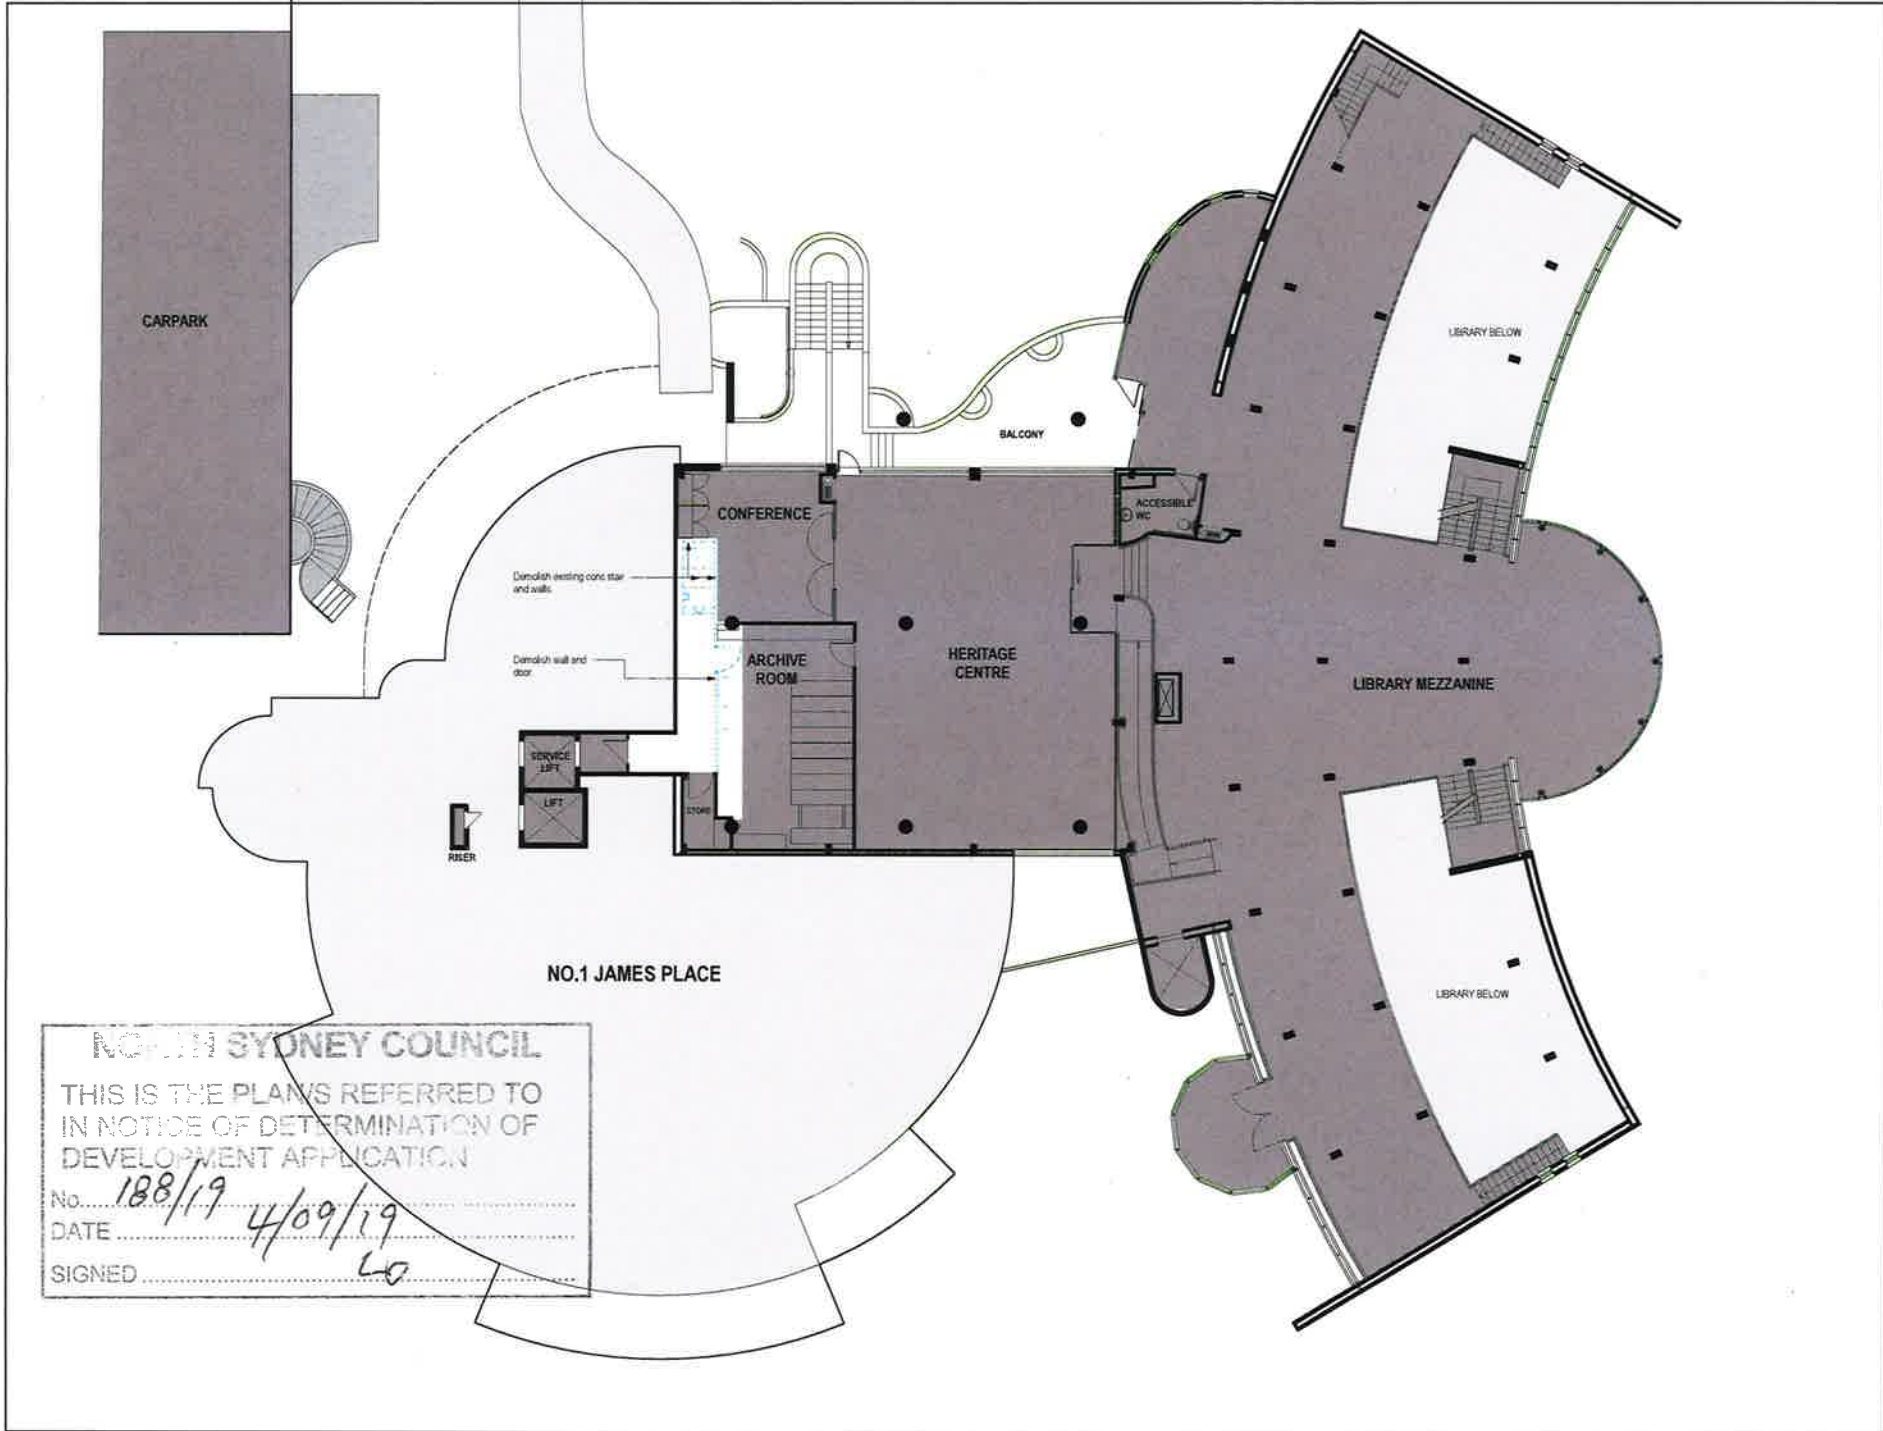 CARPARK
LIBRARY BELOW
BALCONY
CONFERENCE
ACCESSIBLE
WC
Demolish existing conc stair
and walls.
Demolish wall and
door
ARCHIVE
ROOM
HERITAGE
CENTRE
LIBRARY MEZZANINE
SERVICE
LIFT
LIFT
STORE
RISER
NO.1 JAMES PLACE
LIBRARY BELOW
NORTH SYDNEY COUNCIL
THIS IS THE PLAN/S REFERRED TO
IN NOTICE OF DETERMINATION OF
DEVELOPMENT APPLICATION
No. 188/19
DATE 4/09/19
SIGNED